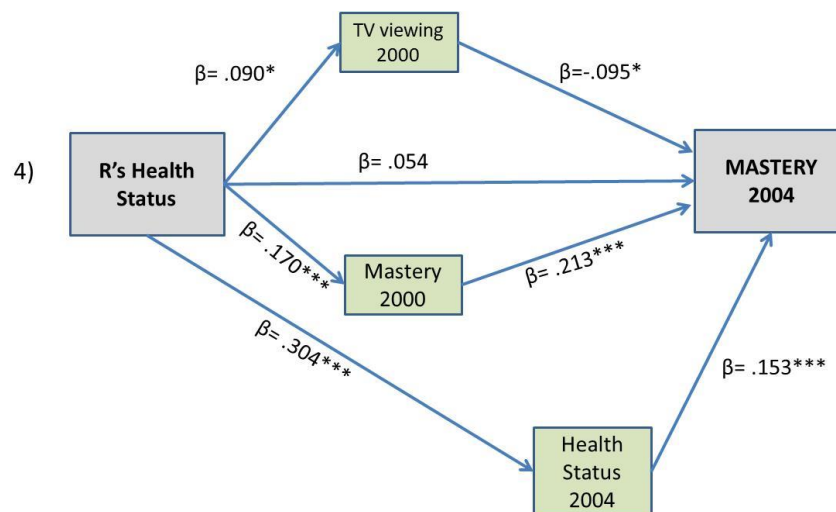 TV viewing
2000
β= .090*
β=-.095*
4)
R’s Health
Status
β= .054
MASTERY
2004
β= .170***
Mastery
2000
β= .213***
β= .304***
β= .153***
Health
Status
2004